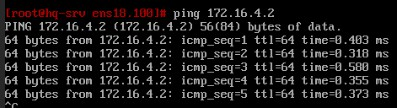 [root@hq-srv ens18.100]# ping 172.16.4.2
PING 172.16.4.2 (172.16.4.2) 56(84) bytes of data.
64 bytes from 172.16.4.2: icmp_seq=1 ttl=64 time=0.403 ms
64 bytes from 172.16.4.2: icmp_seq=2 ttl=64 time=0.318 ms
64 bytes from 172.16.4.2: icmp_seq=3 ttl=64 time=0.580 ms
64 bytes from 172.16.4.2: icmp_seq=4 ttl=64 time=0.355 ms
64 bytes from 172.16.4.2: icmp_seq=5 ttl=64 time=0.373 ms
^C